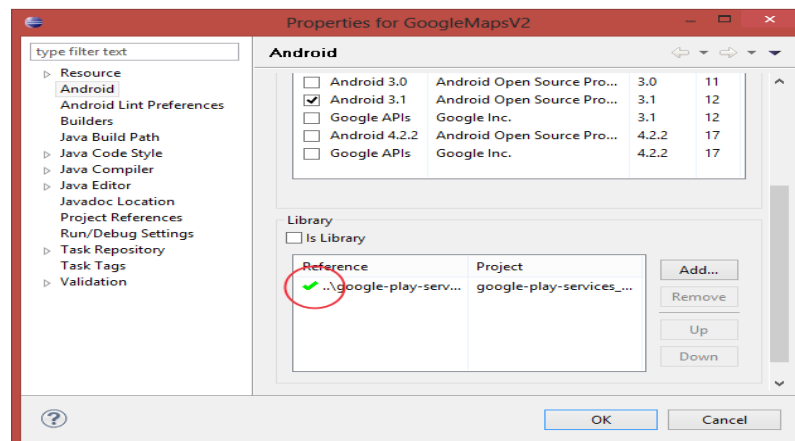 Properties for GoogleMapsV2
type filter text
Android
Resource
Android
Android Lint Preferences
Builders
Java Build Path
Java Code Style
Java Compiler
Java Editor
Javadoc Location
Project References
Run/Debug Settings
Task Repository
Task Tags
Validation
Android 3.0 Android Open Source Pro... 3.0 11
Android 3.1 Android Open Source Pro... 3.1 12
Google APIs Google Inc. 3.1 12
Android 4.2.2 Android Open Source Pro... 4.2.2 17
Google APIs Google Inc. 4.2.2 17
Library
Is Library
Reference Project
..\google-play-serv... google-play-services_...
Add...
Remove
Up
Down
?
OK Cancel